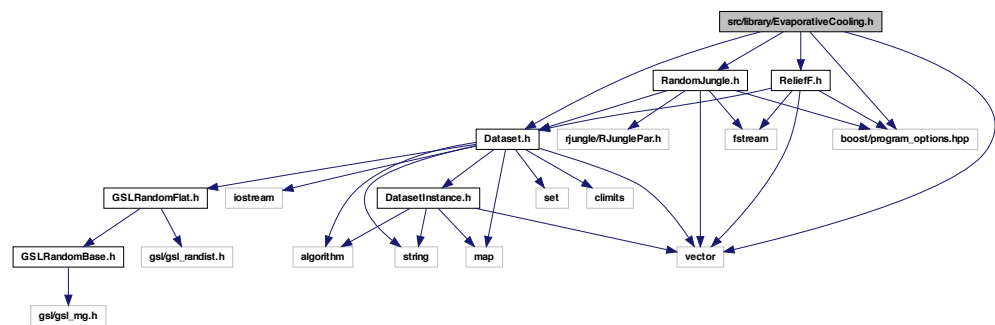 src/library/EvaporativeCooling.h
RandomJungle.h
ReliefF.h
Dataset.h
rjungle/RJunglePar.h
fstream
boost/program_options.hpp
GSLRandomFlat.h
iostream
DatasetInstance.h
set
climits
GSLRandomBase.h
gsl/gsl_randist.h
algorithm
string
map
vector
gsl/gsl_rng.h